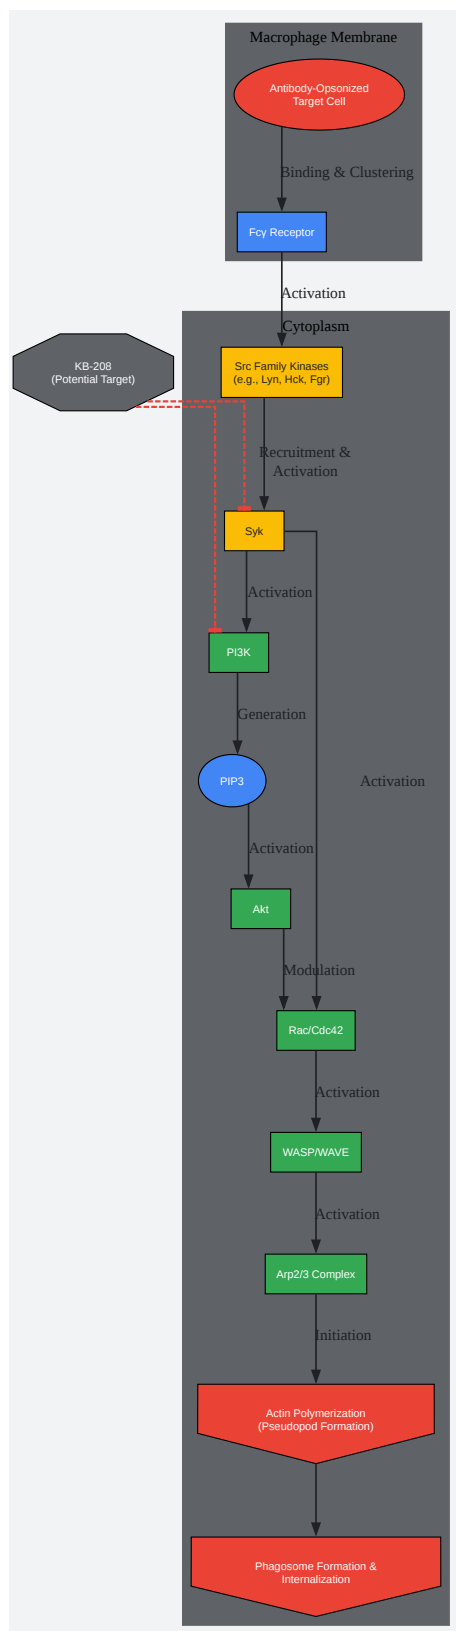 Macrophage Membrane
Antibody-Opsonized
Target Cell
Binding & Clustering
Fcγ Receptor
Activation
Cytoplasm
KB-208
(Potential Target)
Src Family Kinases
(e.g., Lyn, Hck, Fgr)
Recruitment &
Activation
Syk
Activation
PI3K
Generation
PIP3
Activation
Activation
Akt
Modulation
Rac/Cdc42
Activation
WASP/WAVE
Activation
Arp2/3 Complex
Initiation
Actin Polymerization
(Pseudopod Formation)
Phagosome Formation &
Internalization